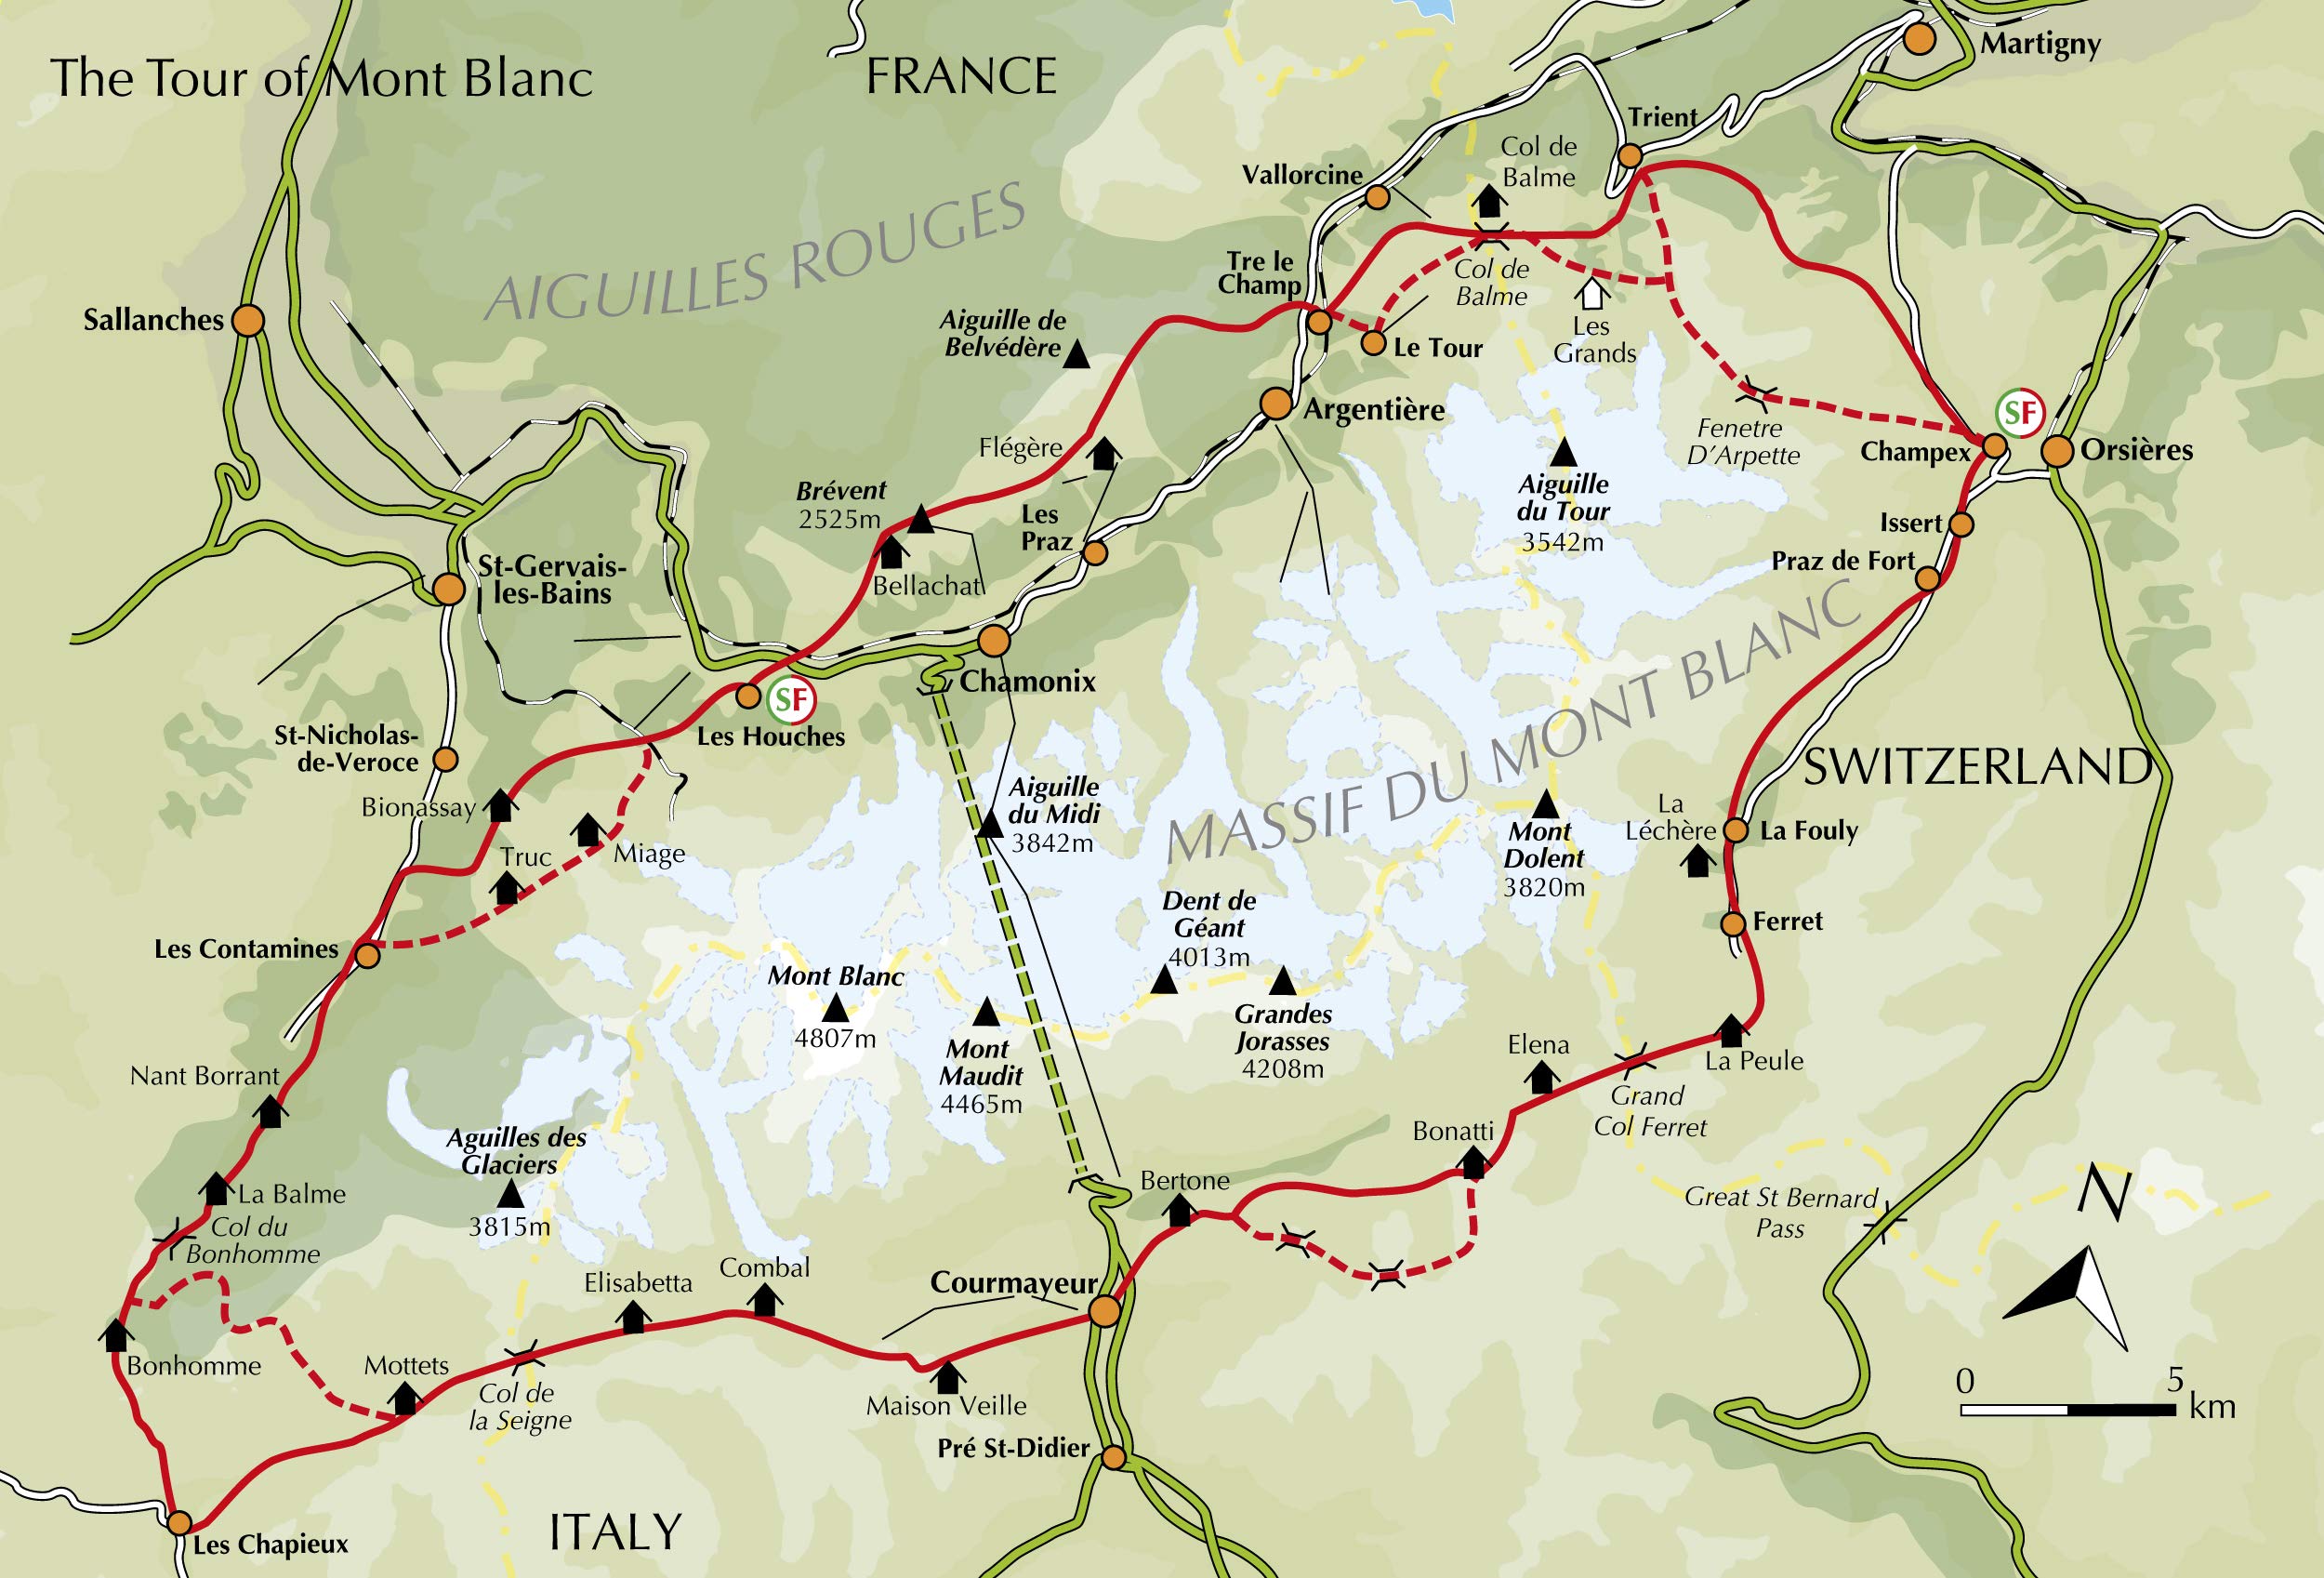 The Tour of Mont Blanc
FRANCE
Martigny
Trient
Col de
Balme
Vallorcine
AIGUILLES ROUGES
Tre le
Champ
Col de
Balme
Sallanches
Aiguille de
Belvédère
Les
Grands
Le Tour
Argentière
SF
Fenetre
D'Arpette
Champex
Orsières
Flégère
Brévent
2525m
Aiguille
du Tour
3542m
Les
Praz
Issert
Praz de Fort
St-Gervais-
les-Bains
Bellachat
MASSIF DU MONT BLANC
Chamonix
SF
Les Houches
St-Nicholas-
de-Veroce
SWITZERLAND
Bionassay
Aiguille
du Midi
3842m
La
Léchère
La Fouly
Mont
Dolent
3820m
Truc
Miage
Dent de
Géant
4013m
Ferret
Les Contamines
Mont Blanc
4807m
Grandes
Jorasses
4208m
Mont
Maudit
4465m
Elena
La Peule
Nant Borrant
Grand
Col Ferret
Aguilles des
Glaciers
3815m
Bonatti
Bertone
La Balme
Col du
Bonhomme
Great St Bernard
Pass
N
Elisabetta
Combal
Courmayeur
Bonhomme
Mottets
Col de
la Seigne
Maison Veille
0 5
km
Pré St-Didier
ITALY
Les Chapieux